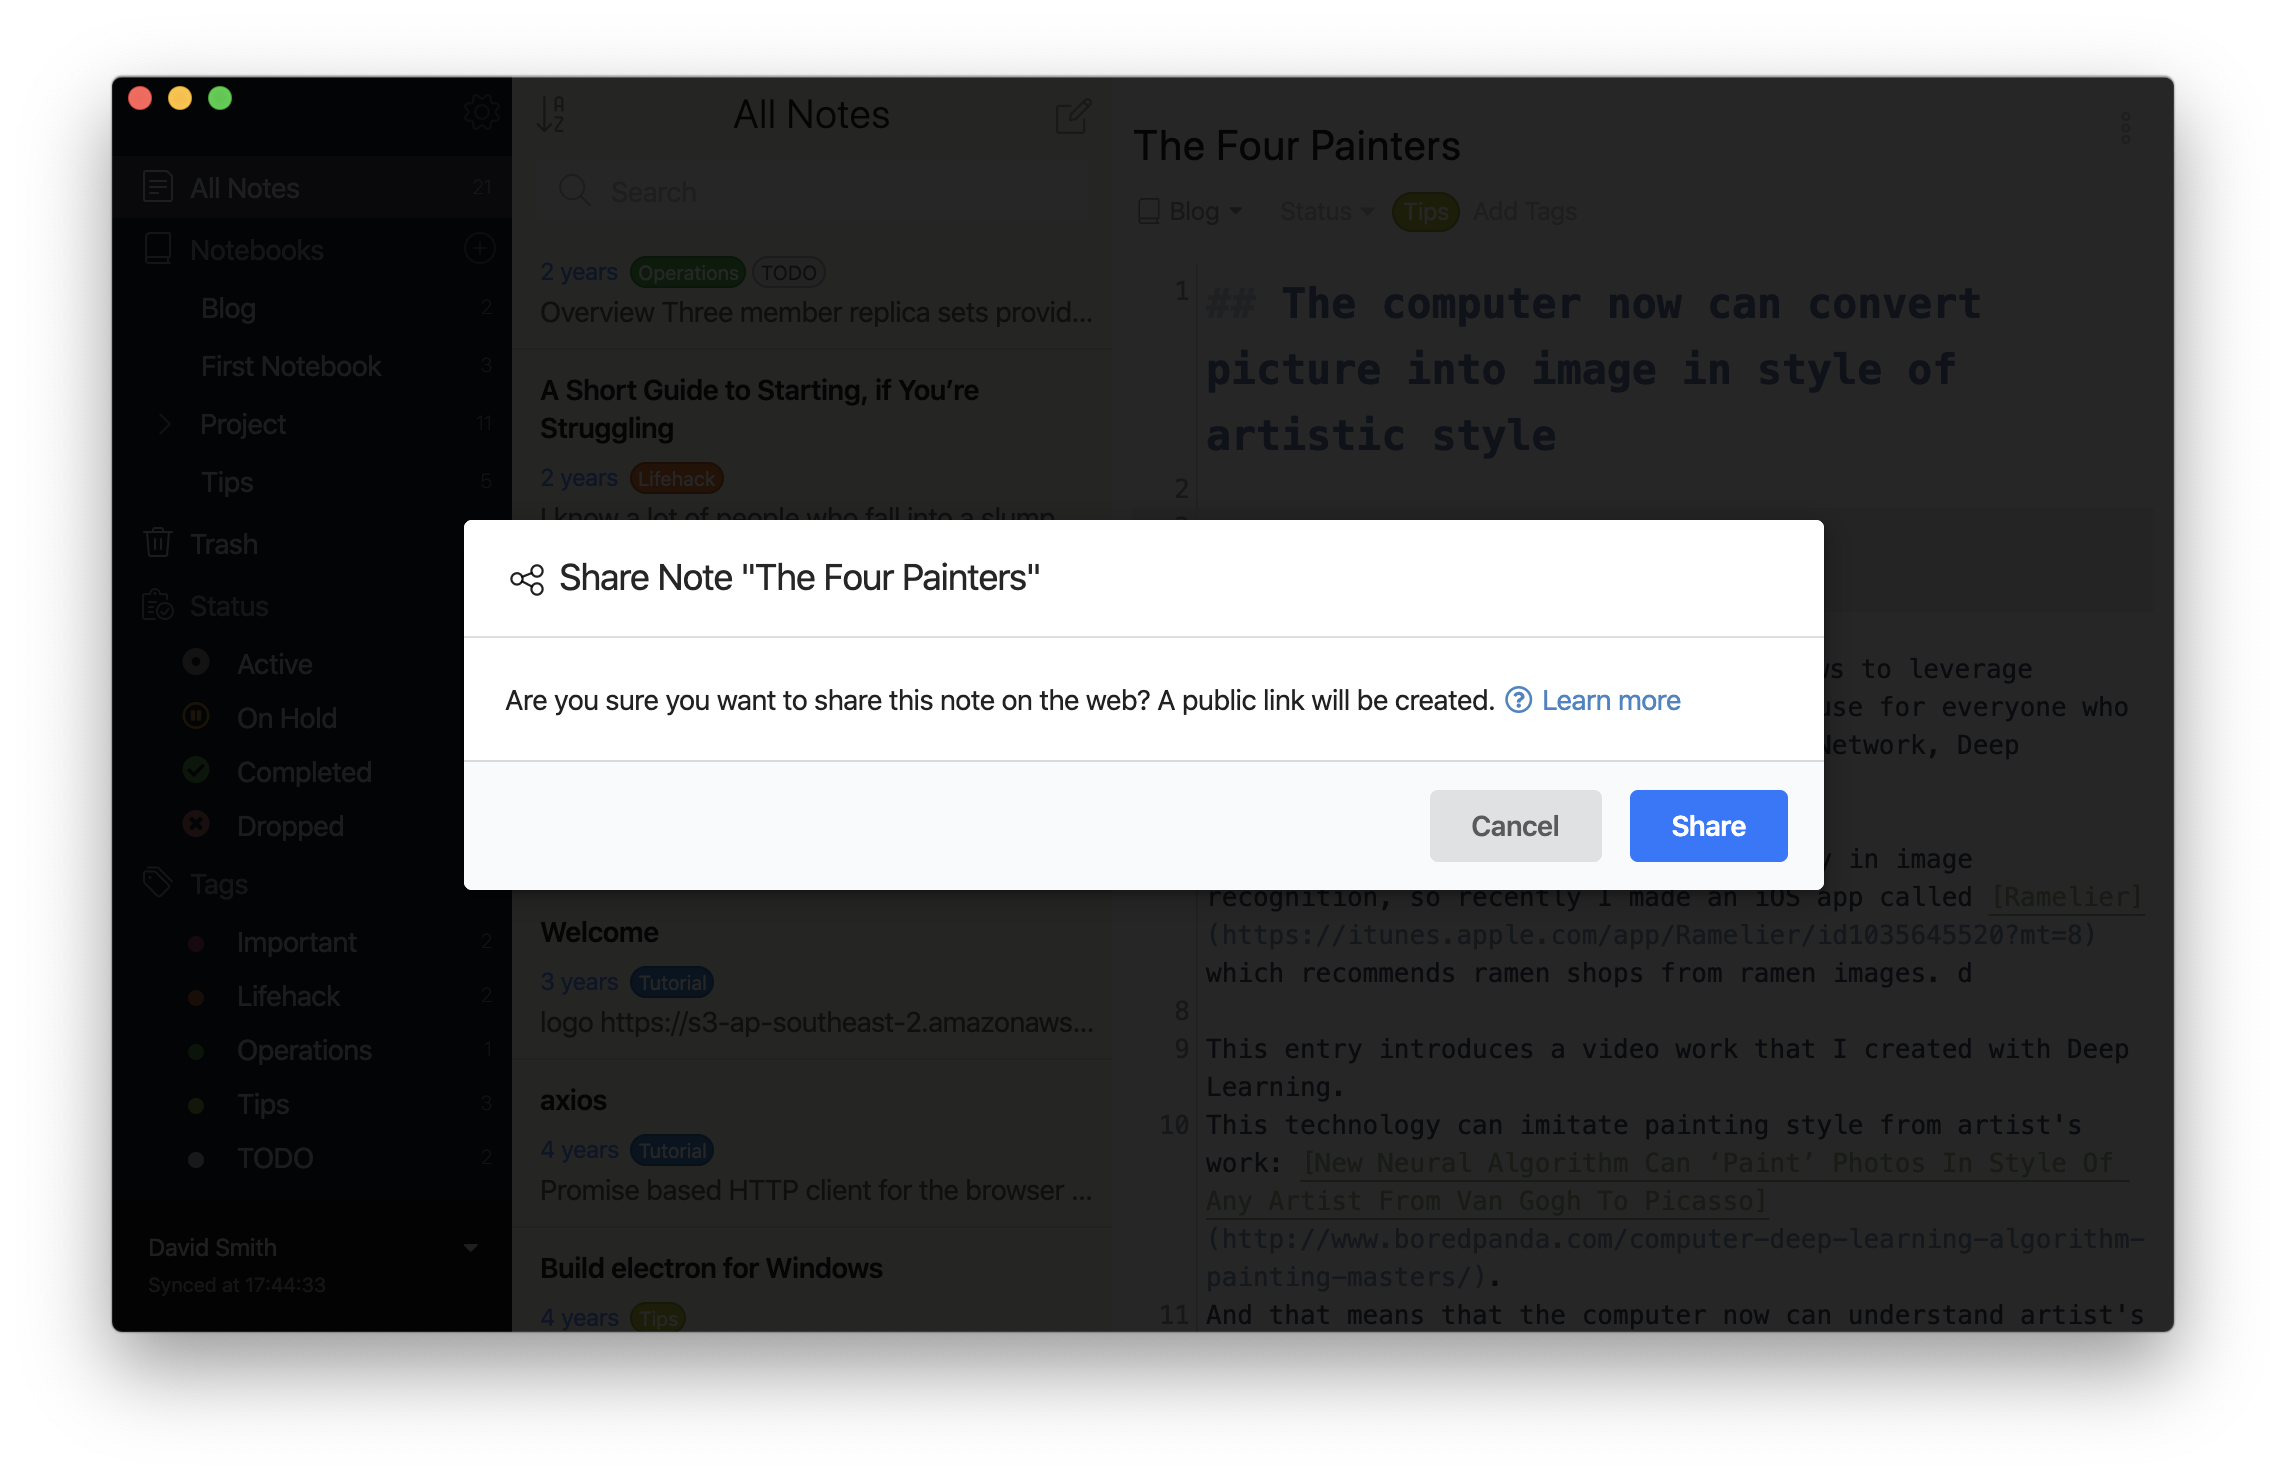 All Notes 21
Notebooks
Blog 2
First Notebook 3
Project 11
Tips 5
Trash
Status
Active
On Hold
Completed
Dropped
Tags
Important 2
Lifehack 2
Operations 1
Tips 3
TODO 2
David Smith
Synced at 17:44:33
All Notes
Search
2 years Operations TODO
Overview Three member replica sets provid...
A Short Guide to Starting, if You’re
Struggling
2 years Lifehack
I know a lot of people who fall into a slump
Welcome
3 years Tutorial
logo https://s3-ap-southeast-2.amazonaws...
axios
4 years Tutorial
Promise based HTTP client for the browser ...
Build electron for Windows
4 years Tips
The Four Painters
Blog Status Tips Add Tags
1 ## The computer now can convert
picture into image in style of
artistic style
2
to leverage
for everyone who
Network, Deep
in image
recognition, so recently I made an iOS app called [Ramelier]
(https://itunes.apple.com/app/Ramelier/id1035645520?mt=8)
which recommends ramen shops from ramen images. d
8
9 This entry introduces a video work that I created with Deep
Learning.
10 This technology can imitate painting style from artist's
work: [New Neural Algorithm Can ‘Paint’ Photos In Style Of
Any Artist From Van Gogh To Picasso]
(http://www.boredpanda.com/computer-deep-learning-algorithm-
painting-masters/).
11 And that means that the computer now can understand artist's
Share Note "The Four Painters"
Are you sure you want to share this note on the web? A public link will be created. Learn more
Cancel Share